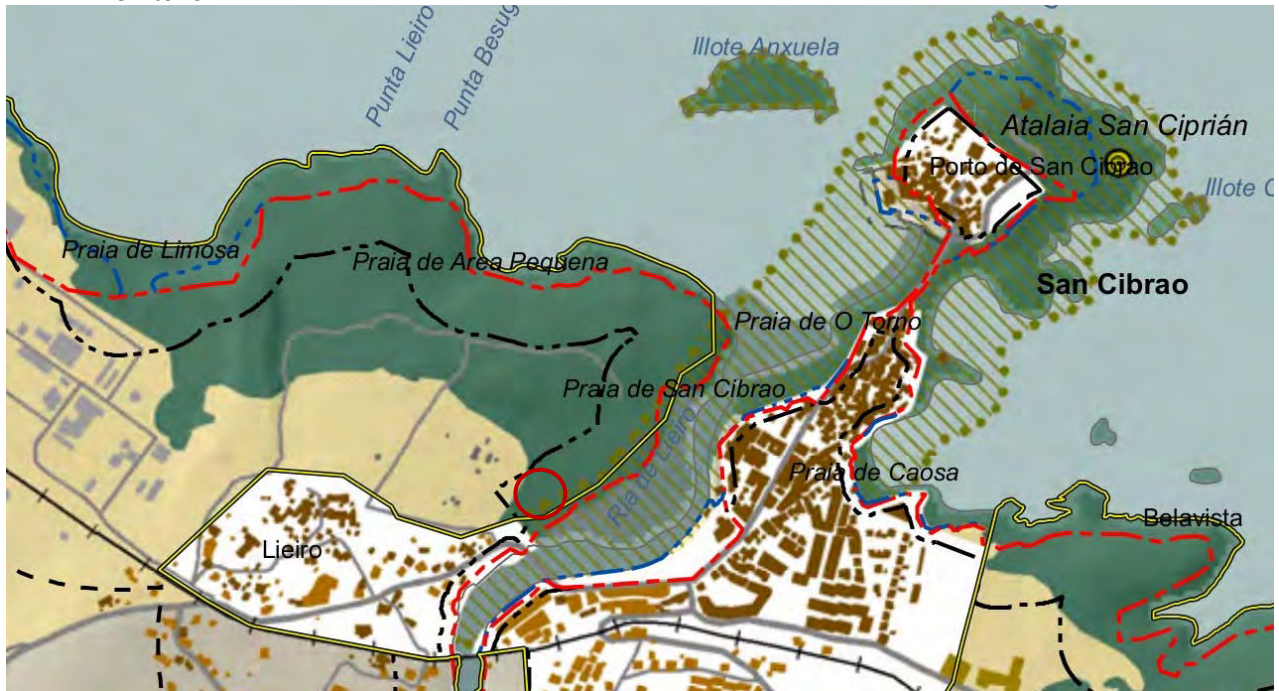 Punta Lieiro
Punta Besug
Illote Anxuela
Atalaia San Ciprián
Porto de San Cibrao
Illote C
Praia de Limosa
Praia de Area Pequena
San Cibrao
Praia de O Torno
Praia de San Cibrao
Ría de Lieiro
Praia de Caosa
Belavista
Lieiro